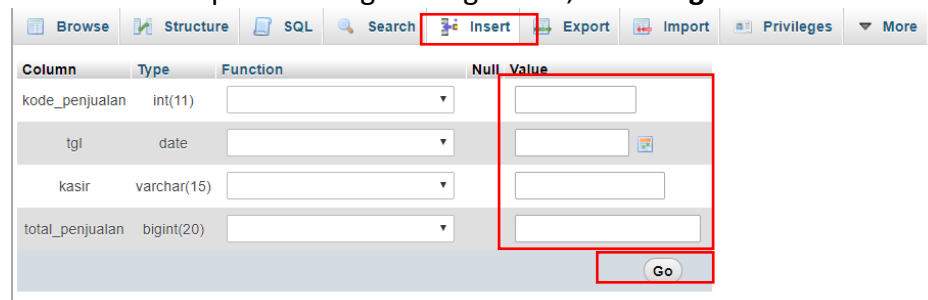 Browse Structure SQL Search Insert Export Import Privileges More
Column Type Function Null Value
kode_penjualan int(11)
tgl date
kasir varchar(15)
total_penjualan bigint(20)
Go